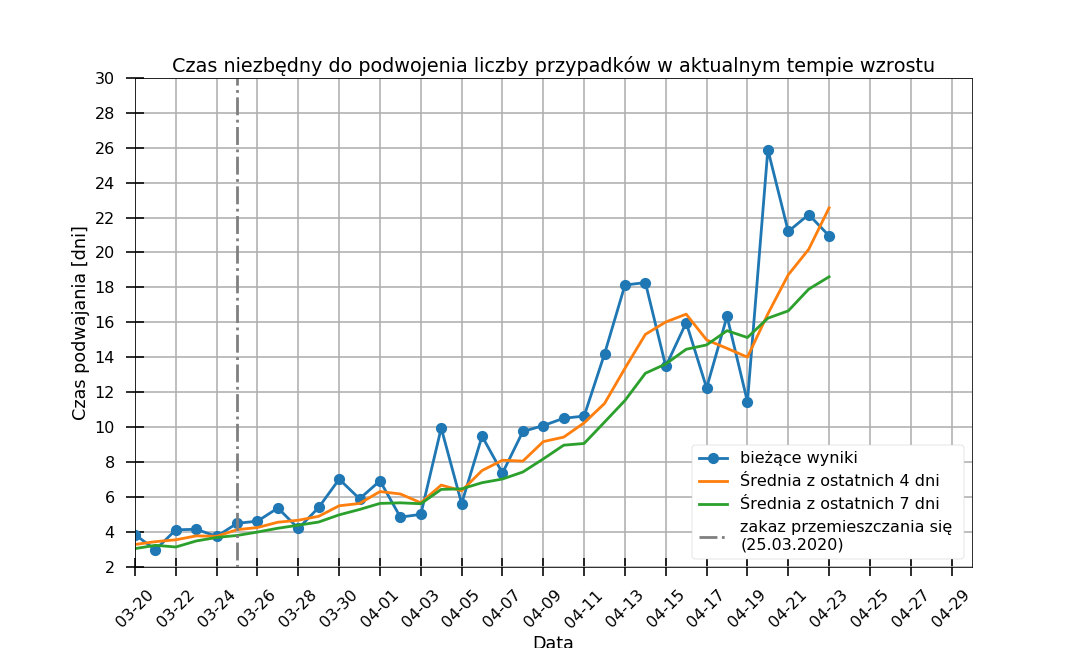 Czas niezbędny do podwojenia liczby przypadków w aktualnym tempie wzrostu
30
28
26
24
22
20
18
16
14
12
10
8
6
4
2
Czas podwajania [dni]
bieżące wyniki
Średnia z ostatnich 4 dni
Średnia z ostatnich 7 dni
zakaz przemieszczania się
(25.03.2020)
03-20 03-22 03-24 03-26 03-28 03-30 04-01 04-03 04-05 04-07 04-09 04-11 04-13 04-15 04-17 04-19 04-21 04-23 04-25 04-27 04-29
Data